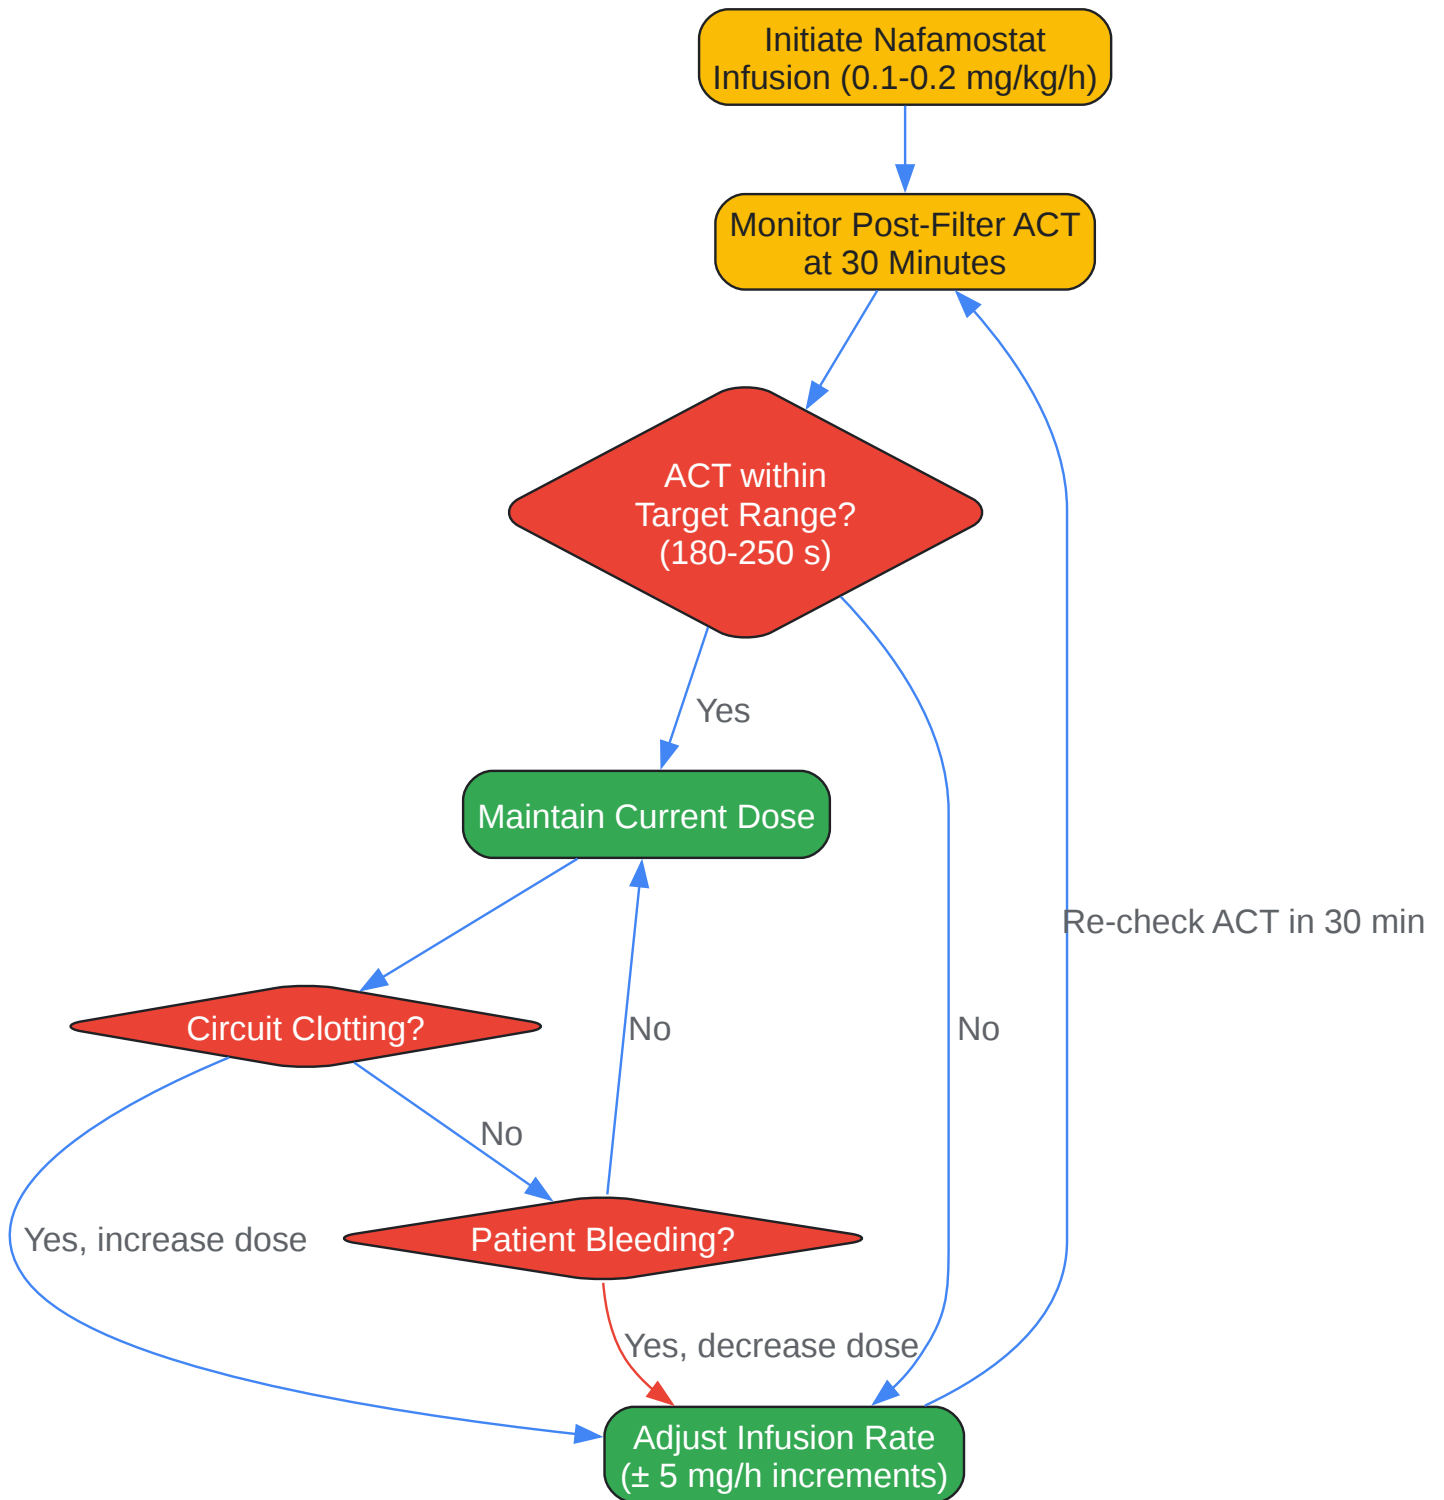 Initiate Nafamostat
Infusion (0.1-0.2 mg/kg/h)
Monitor Post-Filter ACT
at 30 Minutes
ACT within
Target Range?
(180-250 s)
Yes
Maintain Current Dose
Re-check ACT in 30 min
Circuit Clotting?
No
No
No
Yes, increase dose
Patient Bleeding?
Yes, decrease dose
Adjust Infusion Rate
(± 5 mg/h increments)